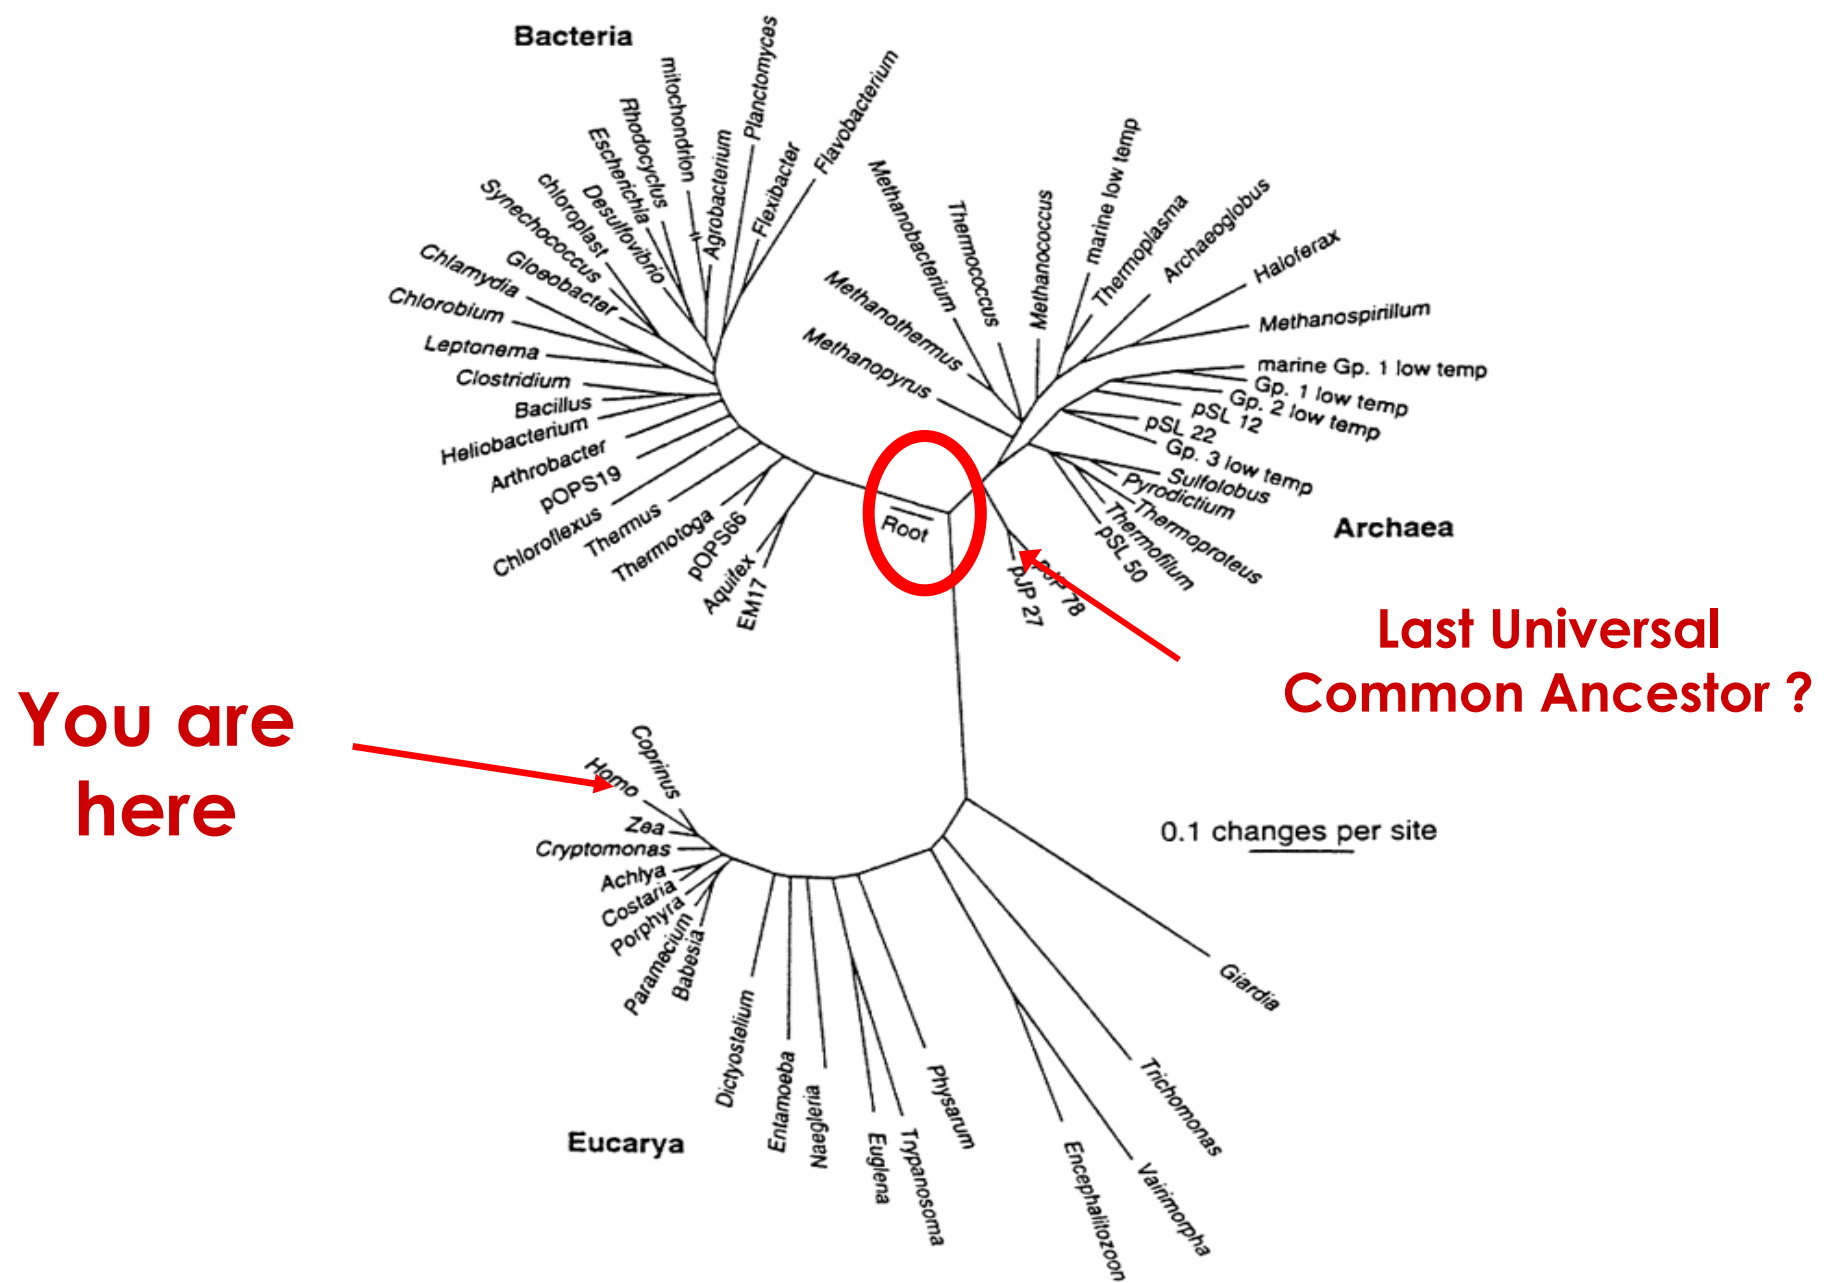 Bacteria
mitochondrion
Planctomyces
Rhodocyclus
Escherichia
Desulfovibrio
Agrobacterium
Flexibacter
Flavobacterium
chloroplast
Synechococcus
Gloeobacter
Chlamydia
Chlorobium
Leptonema
Clostridium
Bacillus
Heliobacterium
Arthrobacter
pOPS19
Chloroflexus
Thermus
Thermotoga
pOPS66
Aquifex
EM17
Root
Methanopyrus
Methanothermus
Methanobacterium
Thermococcus
Methanococcus
marine low temp
Thermoplasma
Archaeoglobus
Haloferax
Methanospirillum
marine Gp. 1 low temp
Gp. 1 low temp
Gp. 2 low temp
pSL 12
pSL 22
Gp. 3 low temp
Sulfolobus
Pyrodictium
Thermoproteus
Thermofilum
pSL 50
pJP 78
pJP 27
Archaea
Last Universal
Common Ancestor ?
You are
here
Coprinus
Homo
Zea
Cryptomonas
Achlya
Costaria
Porphyra
Paramecium
Babesia
Dictyostelium
Entamoeba
Naegleria
Euglena
Trypanosoma
Physarum
Encephalitozoon
Vairimorpha
Trichomonas
Giardia
0.1 changes per site
Eucarya